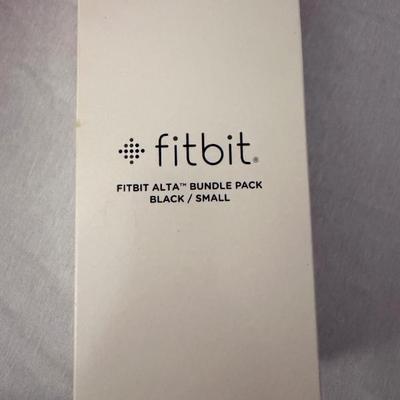 fitbit®
FITBIT ALTA™ BUNDLE PACK
BLACK / SMALL